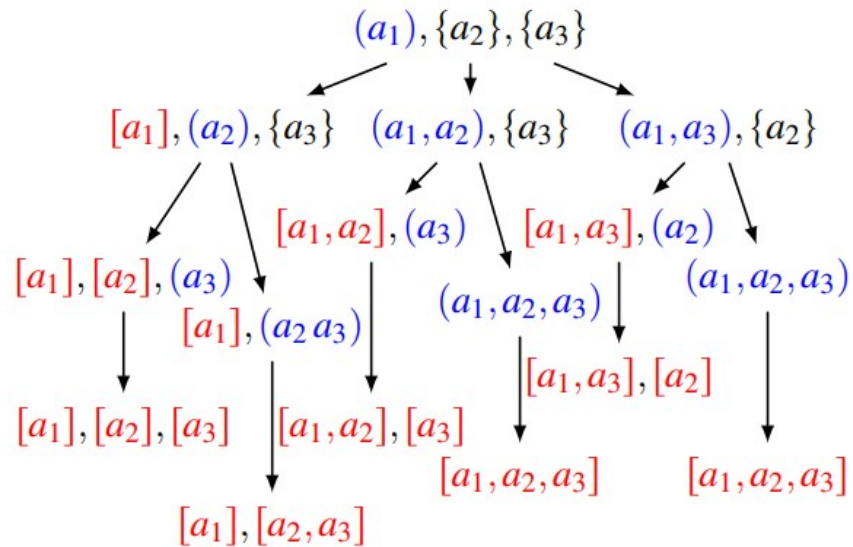 (a₁), {a₂}, {a₃}
[a₁], (a₂), {a₃}
(a₁, a₂), {a₃}
(a₁, a₃), {a₂}
[a₁, a₂], (a₃)
[a₁, a₃], (a₂)
[a₁], [a₂], (a₃)
(a₁, a₂, a₃)
(a₁, a₂, a₃)
[a₁], (a₂ a₃)
[a₁, a₃], [a₂]
[a₁], [a₂], [a₃]
[a₁, a₂], [a₃]
[a₁, a₂, a₃]
[a₁, a₂, a₃]
[a₁], [a₂, a₃]